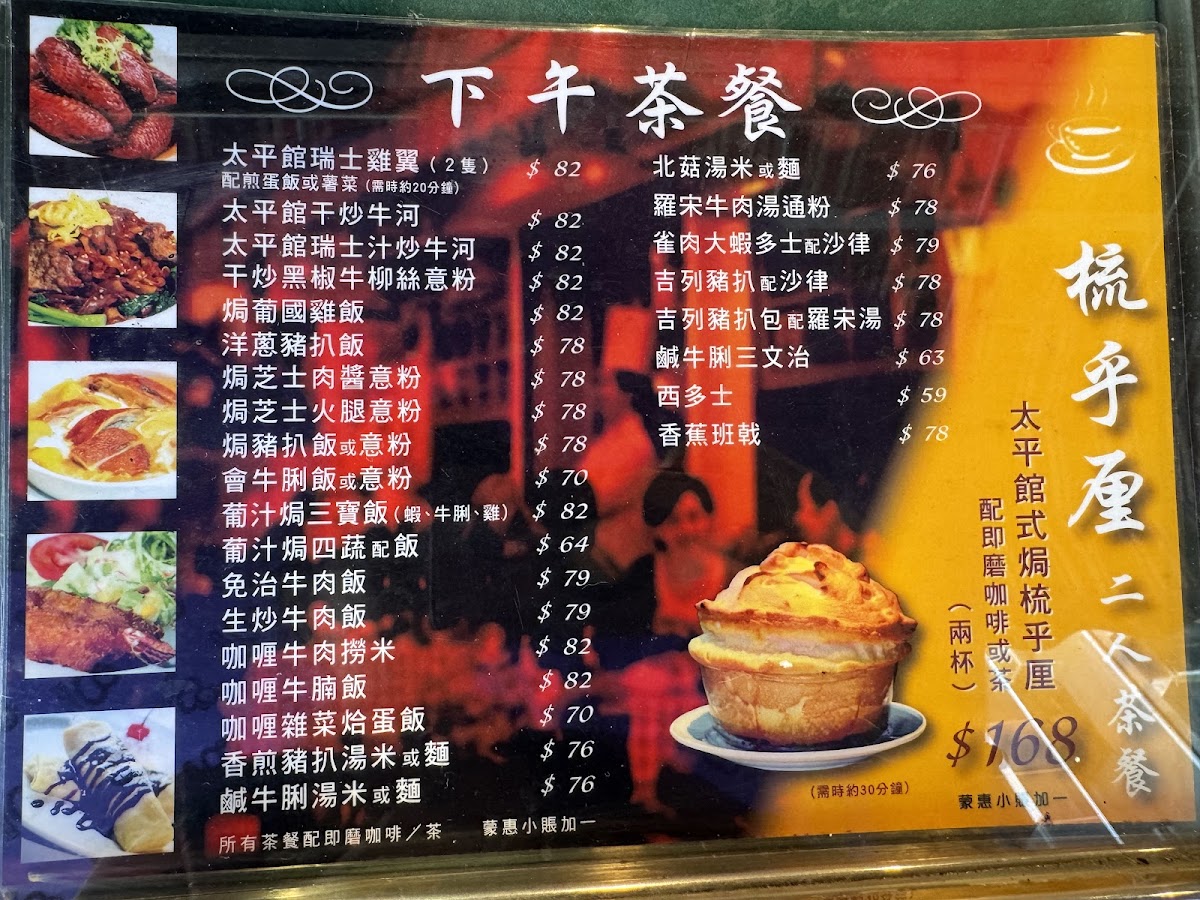 下午茶餐
太平館瑞士雞翼(2隻) $ 82
配煎蛋飯或薯菜(需時約20分鐘)
太平館干炒牛河 $ 82
太平館瑞士汁炒牛河 $ 82
干炒黑椒牛柳絲意粉 $ 82
焗葡國雞飯 $ 82
洋蔥豬扒飯 $ 78
焗芝士肉醬意粉 $ 78
焗芝士火腿意粉 $ 78
焗豬扒飯或意粉 $ 78
會牛脷飯或意粉 $ 70
葡汁焗三寶飯(蝦、牛脷、雞) $ 82
葡汁焗四蔬配飯 $ 64
免治牛肉飯 $ 79
生炒牛肉飯 $ 79
咖喱牛肉撈米 $ 82
咖喱牛腩飯 $ 82
咖喱雜菜烚蛋飯 $ 70
香煎豬扒湯米或麵 $ 76
鹹牛脷湯米或麵 $ 76
所有茶餐配即磨咖啡／茶 蒙惠小賬加一
北菇湯米或麵 $ 76
羅宋牛肉湯通粉 $ 78
雀肉大蝦多士配沙律 $ 79
吉列豬扒配沙律 $ 78
吉列豬扒包配羅宋湯 $ 78
鹹牛脷三文治 $ 63
西多士 $ 59
香蕉班戟 $ 78
梳乎厘二人茶餐
太平館式焗梳乎厘
配即磨咖啡或茶
(兩杯)
$168
(需時約30分鐘)
蒙惠小賬加一